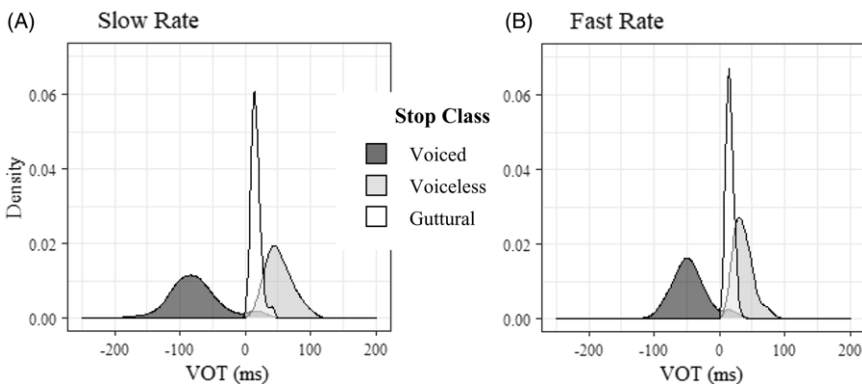 (A) Slow Rate
Density
0.06
0.04
0.02
0.00
-200 -100 0 100 200
VOT (ms)
Stop Class
Voiced
Voiceless
Guttural
(B) Fast Rate
0.06
0.04
0.02
0.00
-200 -100 0 100 200
VOT (ms)